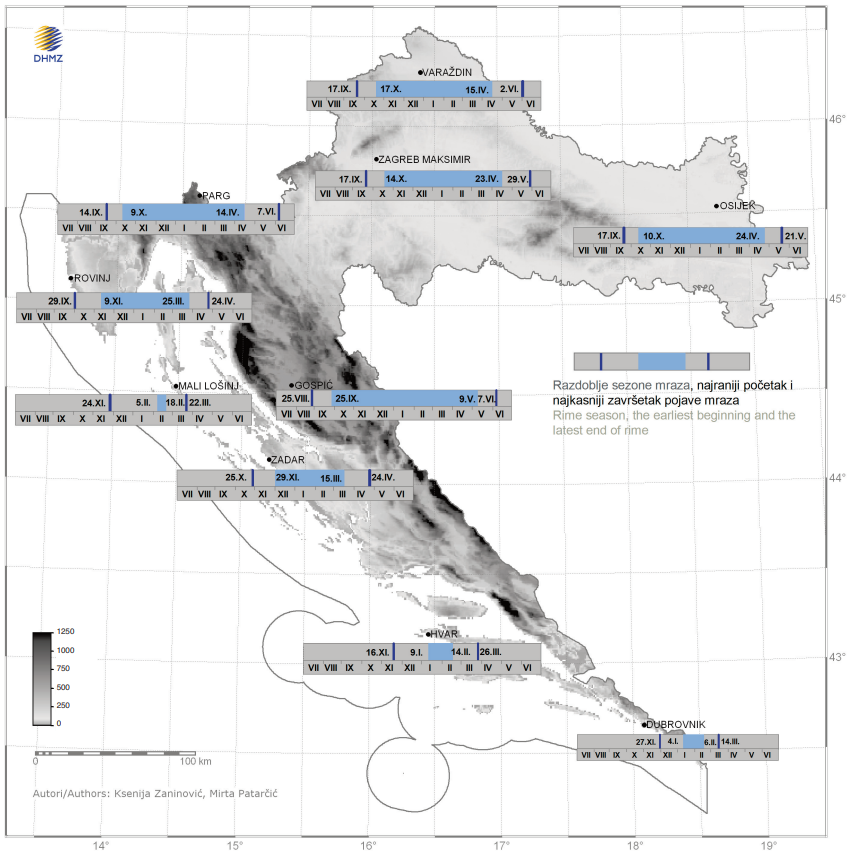 DHMZ
VARAŽDIN
17.IX. 17.X. 15.IV. 2.VI.
VII VIII IX X XI XII I II III IV V VI
46°
ZAGREB MAKSIMIR
17.IX. 14.X. 23.IV. 29.V.
VII VIII IX X XI XII I II III IV V VI
PARG
14.IX. 9.X. 14.IV. 7.VI.
VII VIII IX X XI XII I II III IV V VI
OSIJEK
17.IX. 10.X. 24.IV. 21.V.
VII VIII IX X XI XII I II III IV V VI
ROVINJ
29.IX. 9.XI. 25.III. 24.IV.
VII VIII IX X XI XII I II III IV V VI
45°
MALI LOŠINJ
24.XI. 5.II. 18.II. 22.III.
VII VIII IX X XI XII I II III IV V VI
GOSPIĆ
25.VIII. 25.IX. 9.V. 7.VI.
VII VIII IX X XI XII I II III IV V VI
Razdoblje sezone mraza, najraniji početak i
najkasniji završetak pojave mraza
Rime season, the earliest beginning and the
latest end of rime
ZADAR
25.X. 29.XI. 15.III. 24.IV.
VII VIII IX X XI XII I II III IV V VI
44°
HVAR
16.XI. 9.I. 14.II. 26.III.
VII VIII IX X XI XII I II III IV V VI
43°
1250
1000
750
500
250
0
DUBROVNIK
27.XI. 4.I. 6.II. 14.III.
VII VIII IX X XI XII I II III IV V VI
0 100 km
Autori/Authors: Ksenija Zaninović, Mirta Patarčić
14° 15° 16° 17° 18° 19°